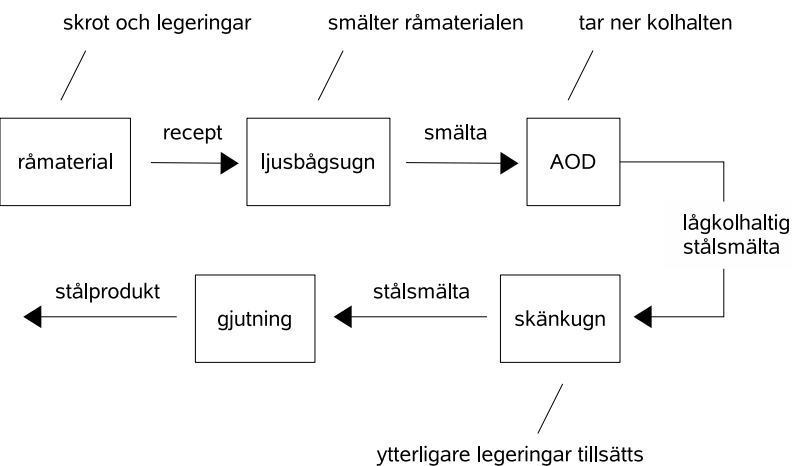 skrot och legeringar
smälter råmaterialen
tar ner kolhalten
råmaterial
recept
ljusbågsugn
smälta
AOD
lågkolhaltig
stålsmälta
stålprodukt
gjutning
stålsmälta
skänkugn
ytterligare legeringar tillsätts